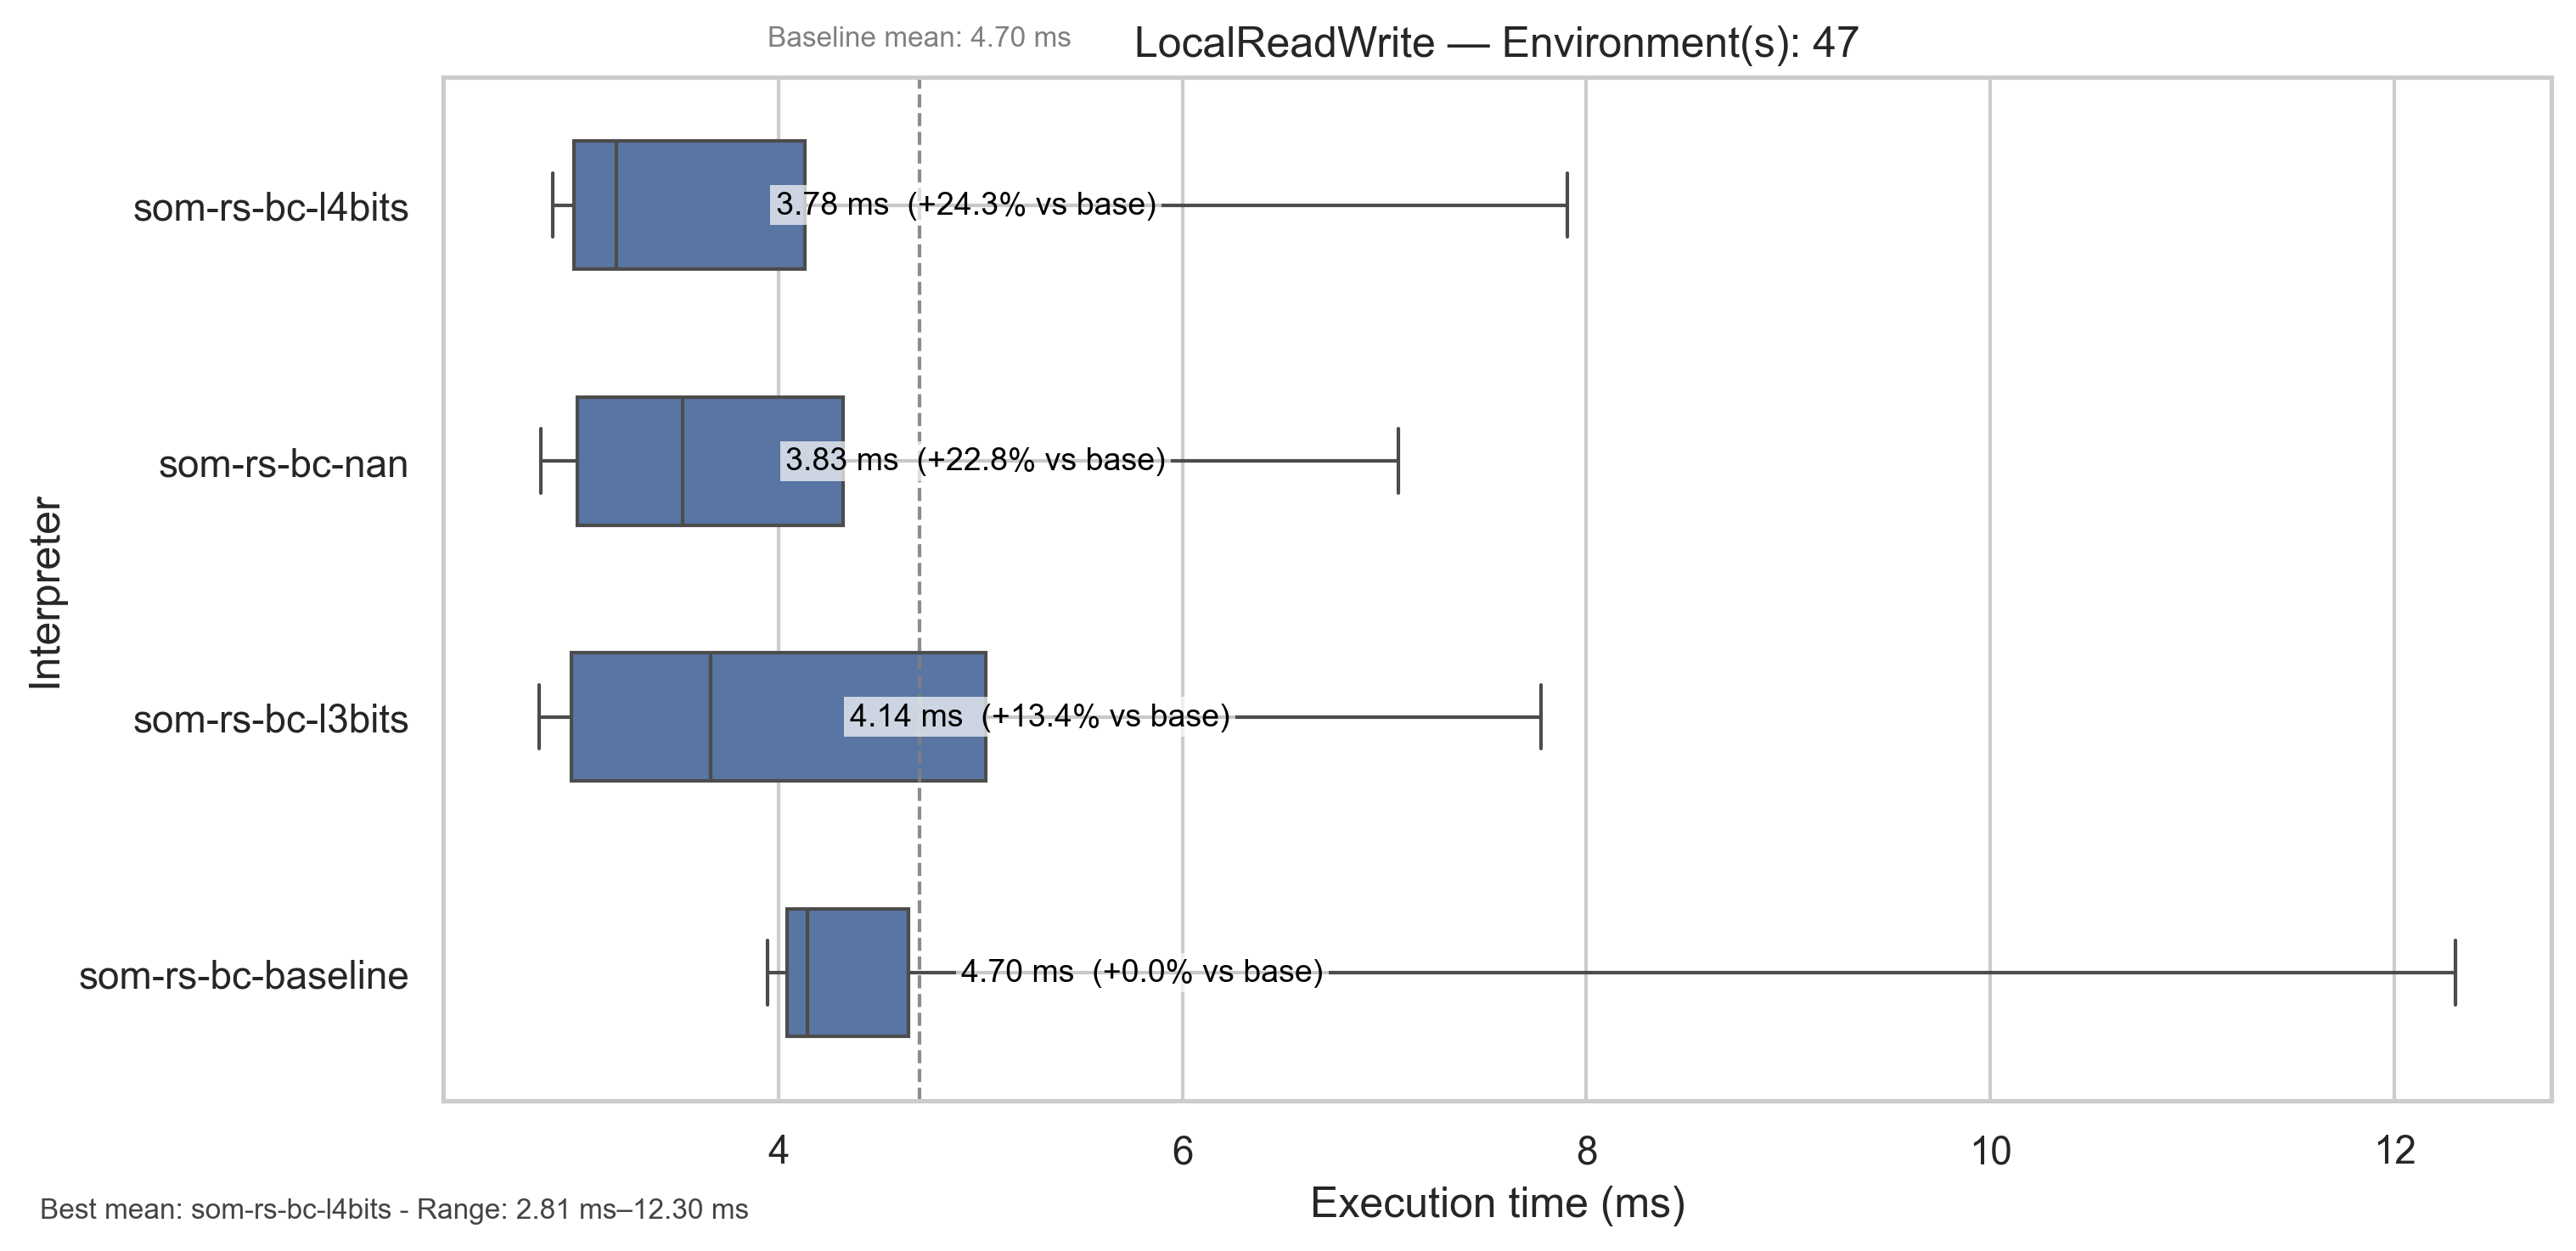 Baseline mean: 4.70 ms
LocalReadWrite — Environment(s): 47
som-rs-bc-l4bits
3.78 ms (+24.3% vs base)
som-rs-bc-nan
3.83 ms (+22.8% vs base)
Interpreter
som-rs-bc-l3bits
4.14 ms (+13.4% vs base)
som-rs-bc-baseline
4.70 ms (+0.0% vs base)
4 6 8 10 12
Execution time (ms)
Best mean: som-rs-bc-l4bits - Range: 2.81 ms–12.30 ms